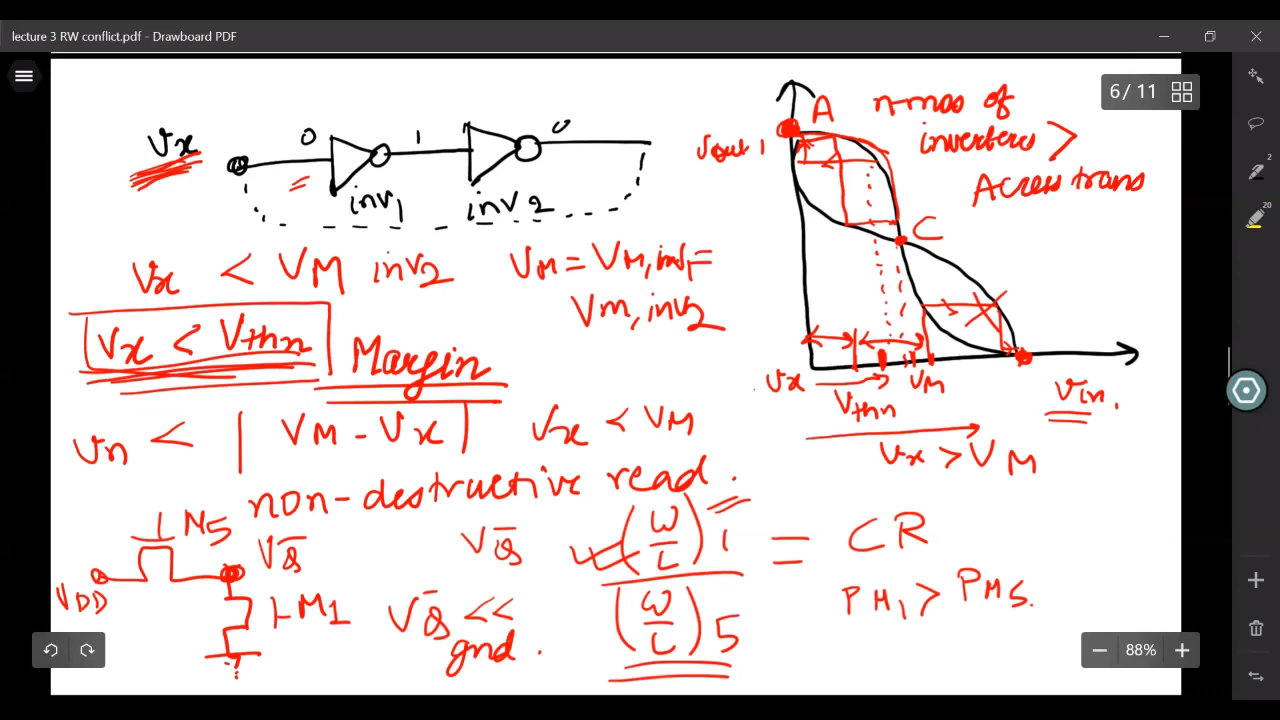 lecture 3 RW conflict.pdf - Drawboard PDF
6 / 11
Vx
0
1
0
inv1
inv2
A
n-mos of
inverters >
Access trans
Vout 1
C
Vx < VM inv2
VM = VM, inv1 =
Vm, inv2
Vx < Vthn
Margin
Vx
Vthn
VM
Vin.
Vx > VM
Vn < | VM - Vx |
Vx < VM
non-destructive read.
M5
VQ̅
VDD
M1
VQ̅
VQ̅ <<
gnd.
(W/L)1
(W/L)5
= CR
PM1 > PM5.
88%
2
20